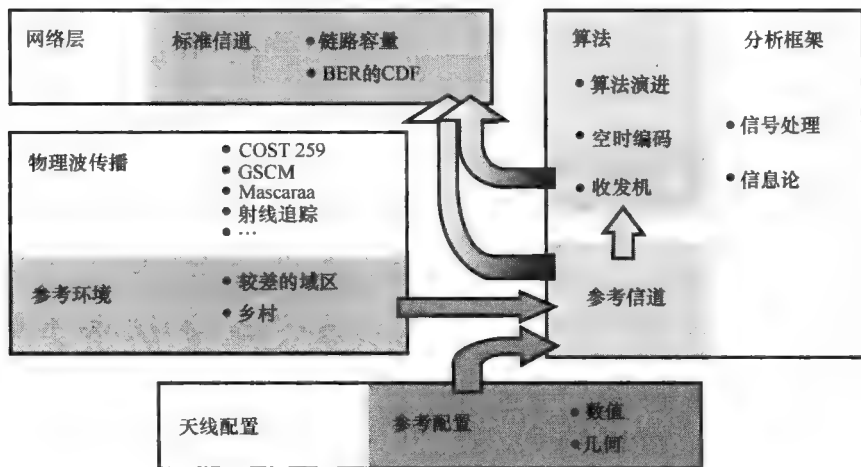 网络层
标准信道
• 链路容量
• BER的CDF
物理波传播
• COST 259
• GSCM
• Mascaraa
• 射线追踪
• …
参考环境
• 较差的域区
• 乡村
算法
• 算法演进
• 空时编码
• 收发机
分析框架
• 信号处理
• 信息论
参考信道
天线配置
参考配置
• 数值
• 几何